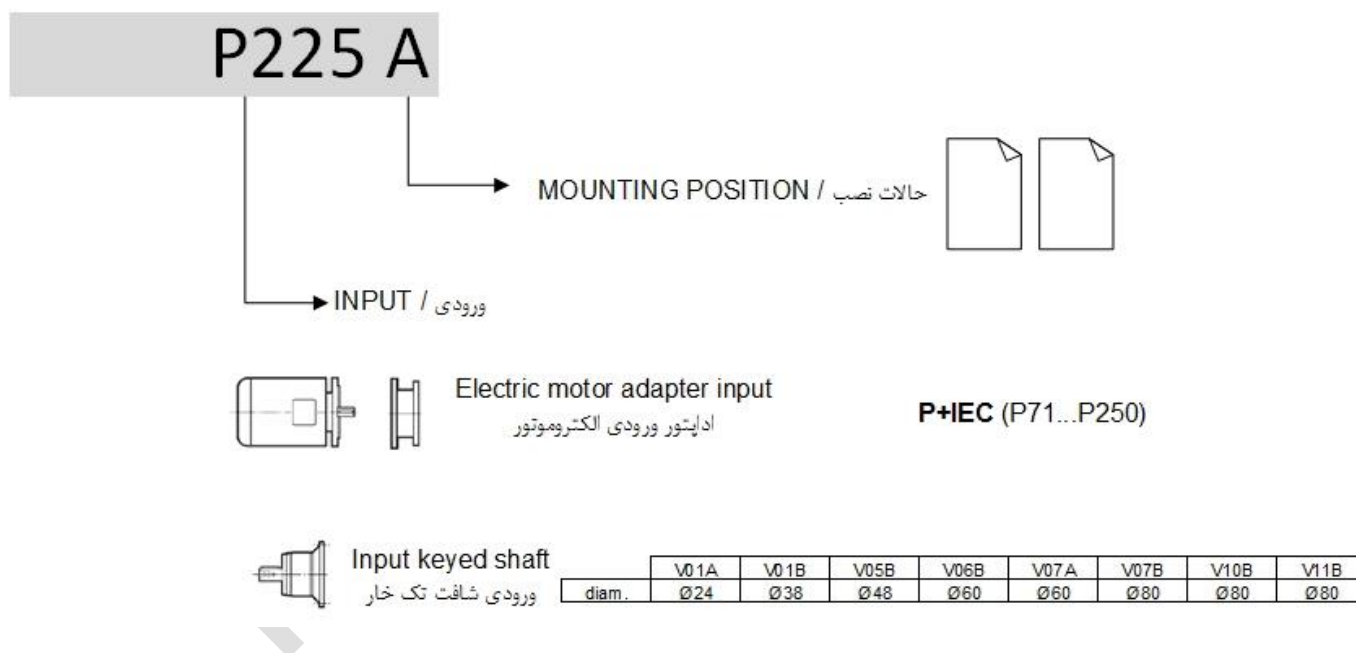 P225 A
MOUNTING POSITION / حالات نصب
INPUT / ورودی
Electric motor adapter input
اداپتور ورودی الکتروموتور
P+IEC (P71...P250)
Input keyed shaft
ورودی شافت تک خار
V01A V01B V05B V06B V07A V07B V10B V11B
diam. Ø24 Ø38 Ø48 Ø60 Ø60 Ø80 Ø80 Ø80